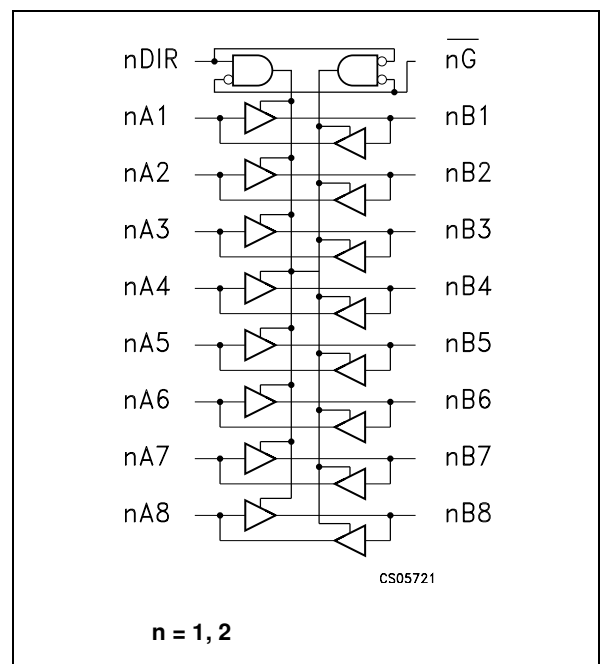 nDIR nG̅
nA1 nB1
nA2 nB2
nA3 nB3
nA4 nB4
nA5 nB5
nA6 nB6
nA7 nB7
nA8 nB8
CS05721
n = 1, 2